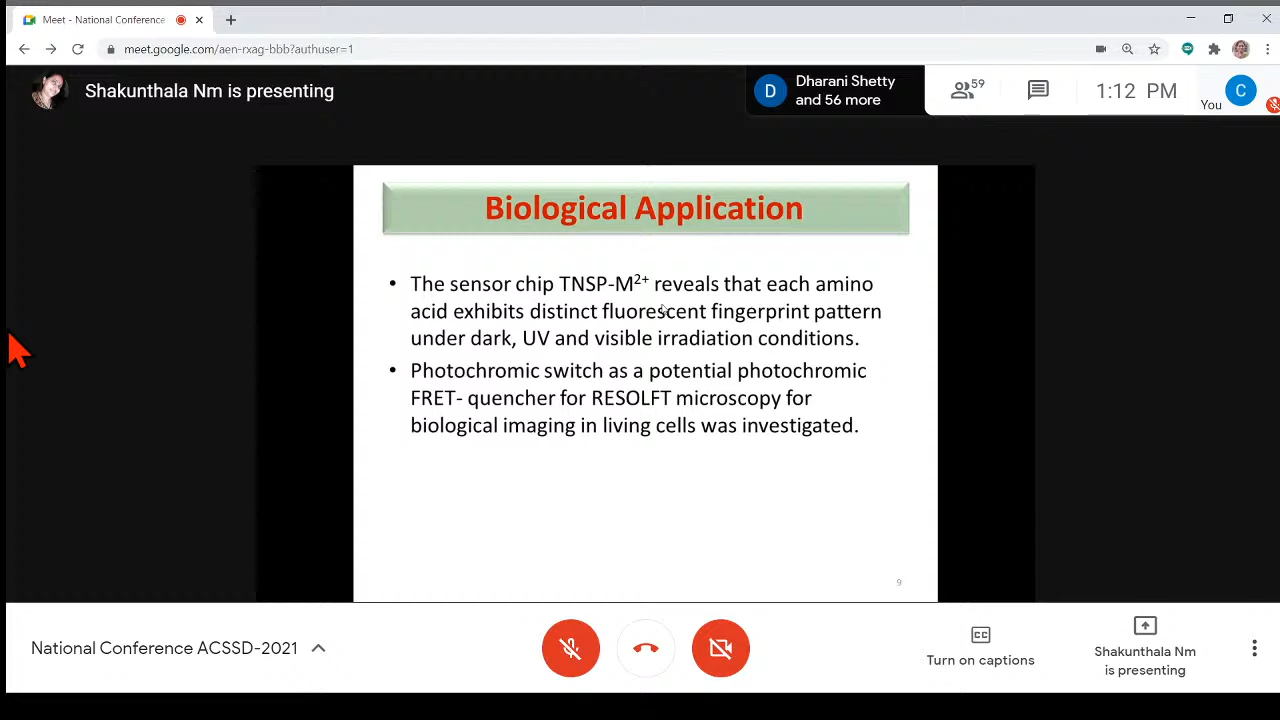 Meet - National Conference
meet.google.com/aen-rxag-bbb?authuser=1
Shakunthala Nm is presenting
D
Dharani Shetty
and 56 more
59
1:12 PM
You
C
Biological Application
• The sensor chip TNSP-M2+ reveals that each amino
acid exhibits distinct fluorescent fingerprint pattern
under dark, UV and visible irradiation conditions.
• Photochromic switch as a potential photochromic
FRET- quencher for RESOLFT microscopy for
biological imaging in living cells was investigated.
9
National Conference ACSSD-2021
Turn on captions
Shakunthala Nm
is presenting